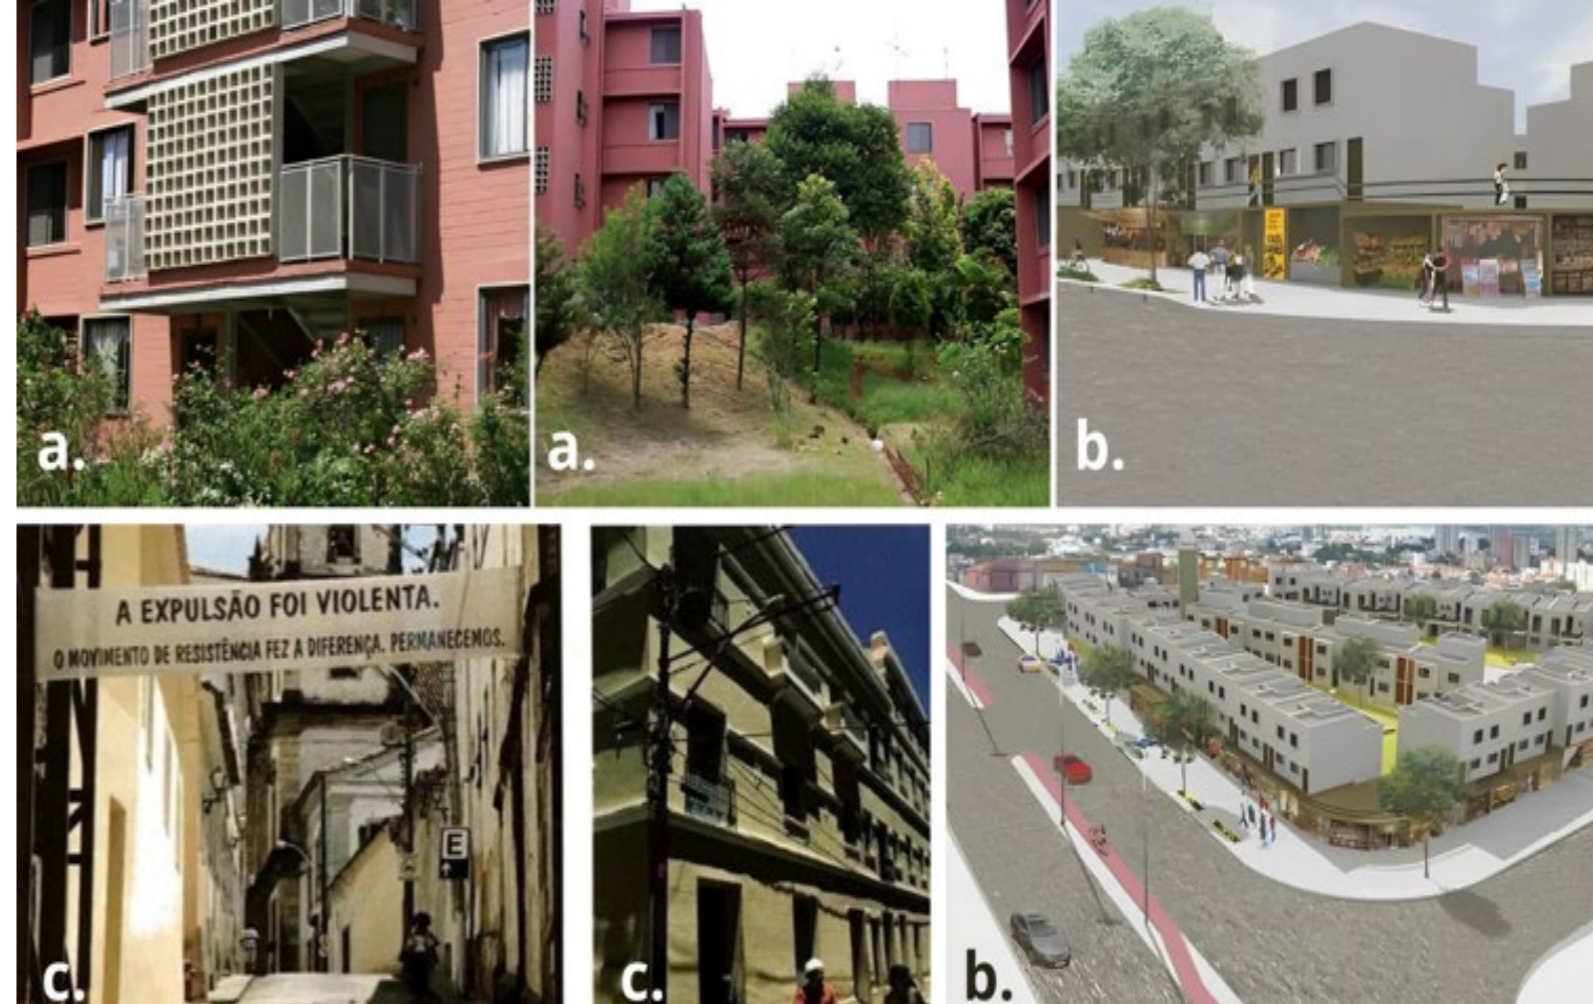 a.
a.
b.
A EXPULSÃO FOI VIOLENTA.
O MOVIMENTO DE RESISTÊNCIA FEZ A DIFERENÇA. PERMANECEMOS.
E
c.
c.
b.